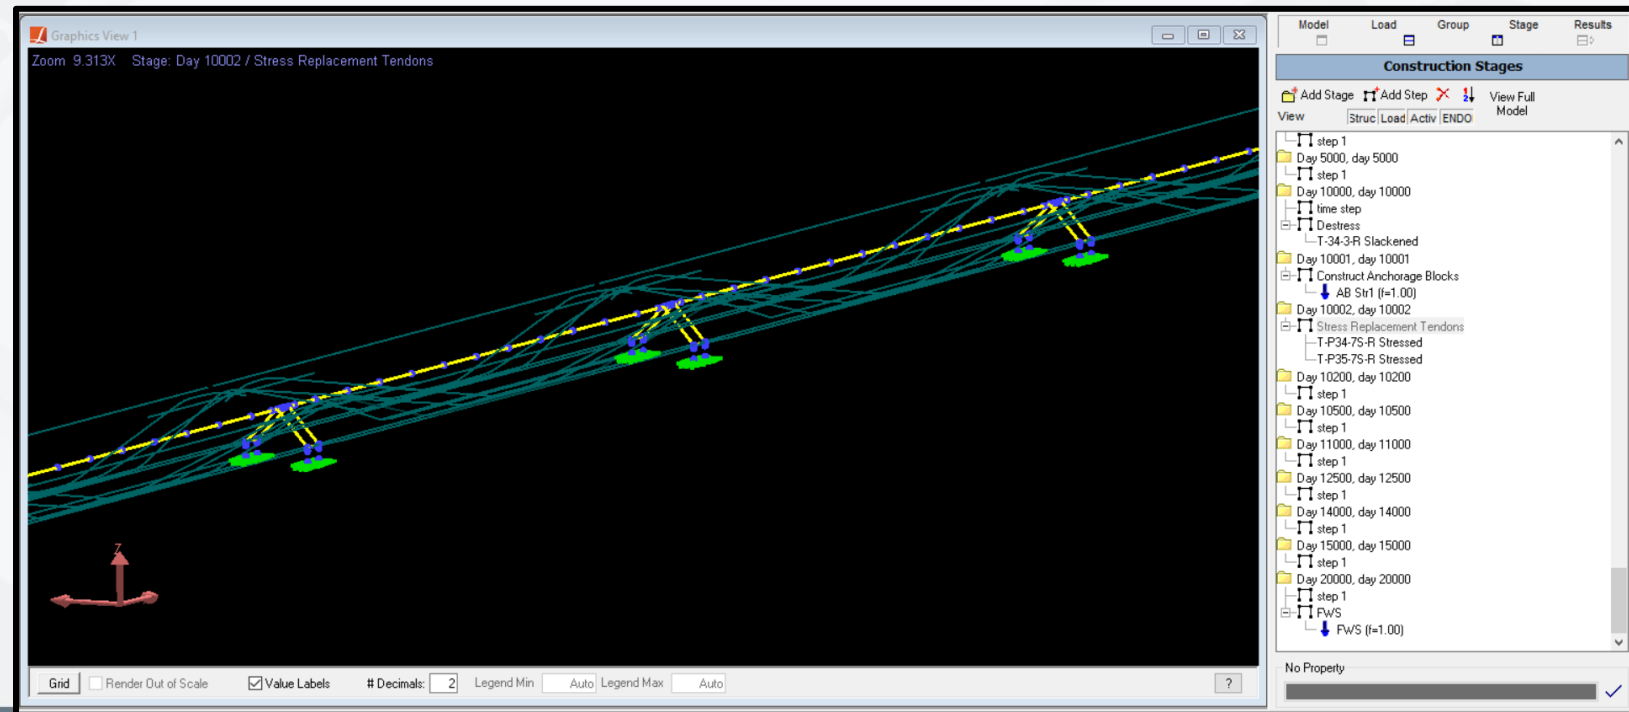 Graphics View 1
Zoom 9.313X Stage: Day 10002 / Stress Replacement Tendons
Z
Grid Render Out of Scale Value Labels # Decimals: 2 Legend Min Auto Legend Max Auto ?
Model Load Group Stage Results
Construction Stages
Add Stage Add Step View Full Model
View Struc Load Activ ENDO
step 1
Day 5000, day 5000
step 1
Day 10000, day 10000
time step
Destress
T-34-3-R Slackened
Day 10001, day 10001
Construct Anchorage Blocks
AB Str1 (f=1.00)
Day 10002, day 10002
Stress Replacement Tendons
T-P34-7S-R Stressed
T-P35-7S-R Stressed
Day 10200, day 10200
step 1
Day 10500, day 10500
step 1
Day 11000, day 11000
step 1
Day 12500, day 12500
step 1
Day 14000, day 14000
step 1
Day 15000, day 15000
step 1
Day 20000, day 20000
step 1
FWS
FWS (f=1.00)
No Property